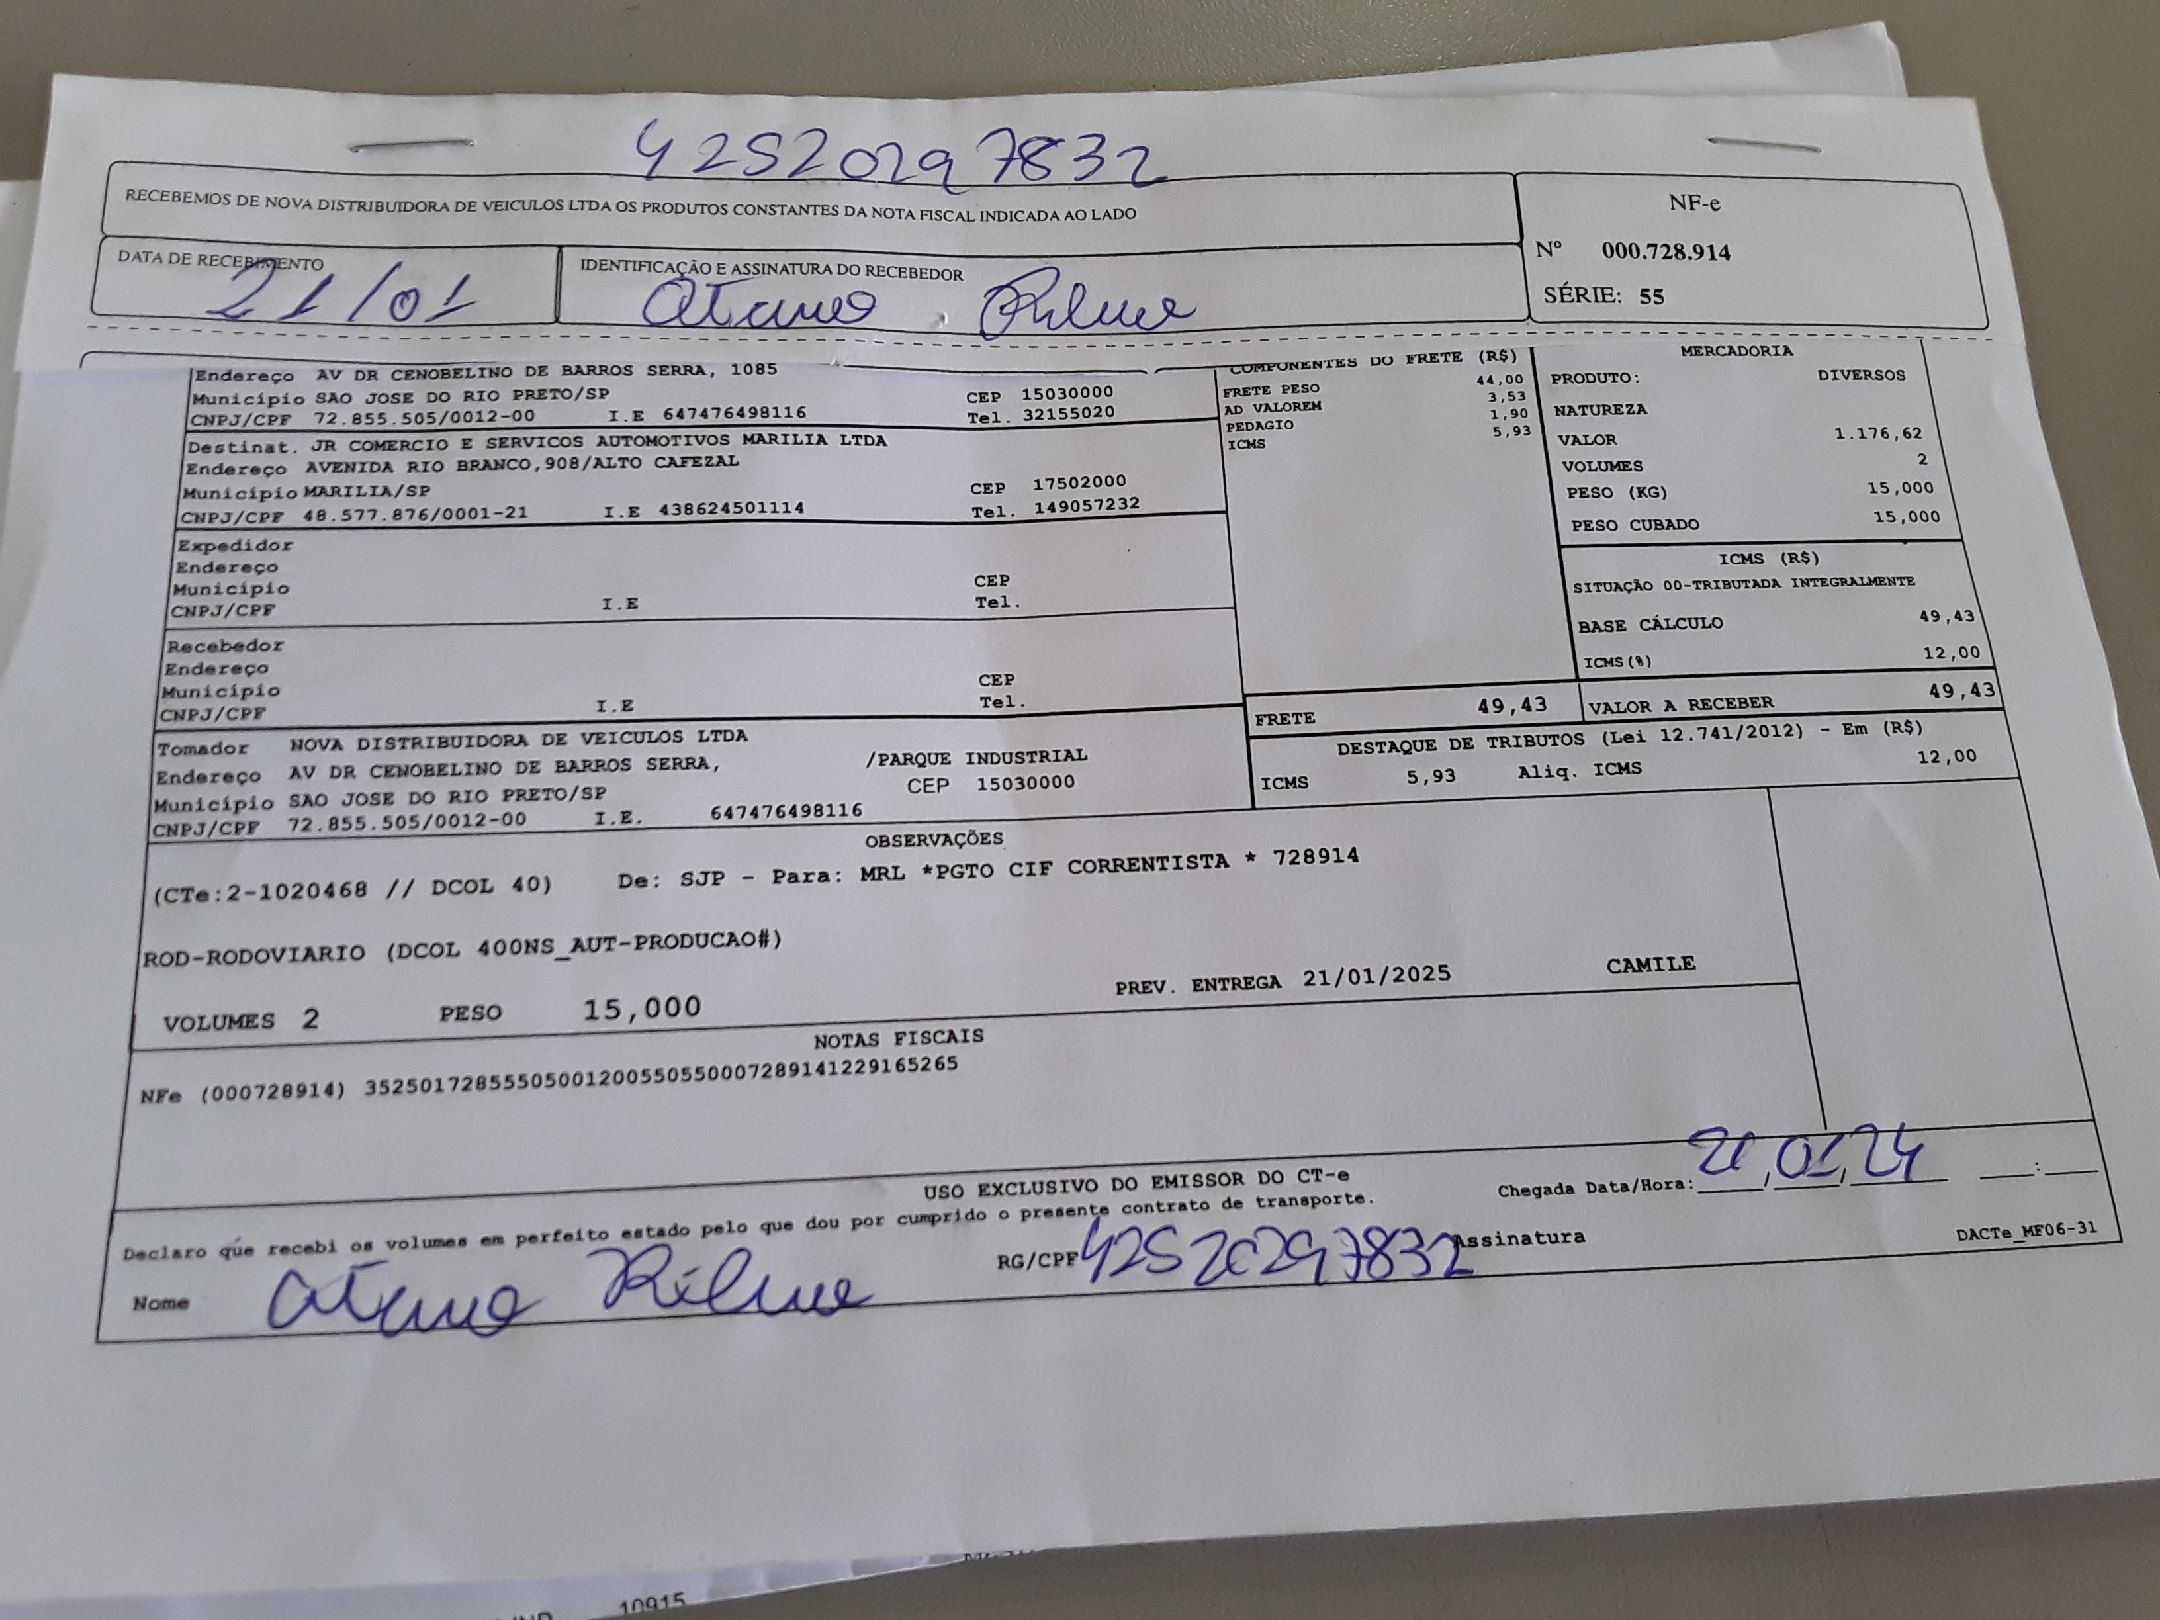 42520297832
RECEBEMOS DE NOVA DISTRIBUIDORA DE VEICULOS LTDA OS PRODUTOS CONSTANTES DA NOTA FISCAL INDICADA AO LADO
NF-e
Nº 000.728.914
SÉRIE: 55
DATA DE RECEBIMENTO
21/01
IDENTIFICAÇÃO E ASSINATURA DO RECEBEDOR
Endereço AV DR CENOBELINO DE BARROS SERRA, 1085
Município SAO JOSE DO RIO PRETO/SP CEP 15030000
CNPJ/CPF 72.855.505/0012-00 I.E 647476498116 Tel. 32155020
Destinat. JR COMERCIO E SERVICOS AUTOMOTIVOS MARILIA LTDA
Endereço AVENIDA RIO BRANCO,908/ALTO CAFEZAL
Município MARILIA/SP CEP 17502000
CNPJ/CPF 48.577.876/0001-21 I.E 438624501114 Tel. 149057232
Expedidor
Endereço
Município CEP
CNPJ/CPF I.E Tel.
Recebedor
Endereço
Município CEP
CNPJ/CPF I.E Tel.
Tomador NOVA DISTRIBUIDORA DE VEICULOS LTDA
Endereço AV DR CENOBELINO DE BARROS SERRA, /PARQUE INDUSTRIAL
Município SAO JOSE DO RIO PRETO/SP CEP 15030000
CNPJ/CPF 72.855.505/0012-00 I.E. 647476498116
COMPONENTES DO FRETE (R$)
FRETE PESO 44,00
AD VALOREM 3,53
PEDAGIO 1,90
ICMS 5,93
MERCADORIA
PRODUTO: DIVERSOS
NATUREZA
VALOR 1.176,62
VOLUMES 2
PESO (KG) 15,000
PESO CUBADO 15,000
ICMS (R$)
SITUAÇÃO 00-TRIBUTADA INTEGRALMENTE
BASE CÁLCULO 49,43
ICMS(%) 12,00
FRETE 49,43 VALOR A RECEBER 49,43
DESTAQUE DE TRIBUTOS (Lei 12.741/2012) - Em (R$)
ICMS 5,93 Aliq. ICMS 12,00
OBSERVAÇÕES
(CTe:2-1020468 // DCOL 40) De: SJP - Para: MRL *PGTO CIF CORRENTISTA * 728914
ROD-RODOVIARIO (DCOL 400NS_AUT-PRODUCAO#)
VOLUMES 2 PESO 15,000 PREV. ENTREGA 21/01/2025 CAMILE
NOTAS FISCAIS
NFe (000728914) 35250172855505001200550550007289141229165265
USO EXCLUSIVO DO EMISSOR DO CT-e
Declaro que recebi os volumes em perfeito estado pelo que dou por cumprido o presente contrato de transporte.
Chegada Data/Hora: 21/01/24 __:__
Nome RG/CPF 42520297832 Assinatura
DACTe_MF06-31
10915